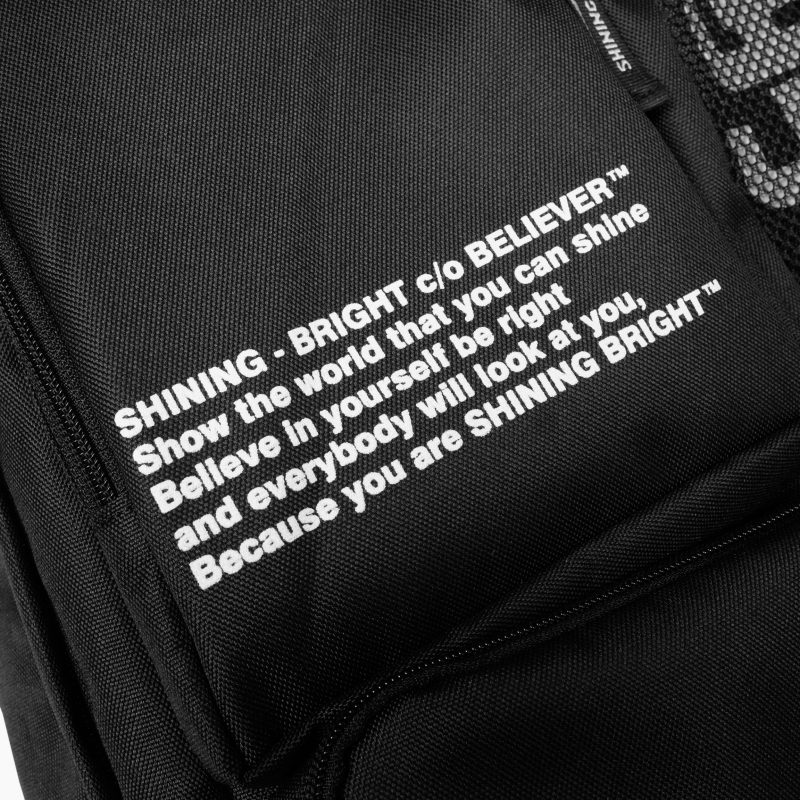 SHINING
SHINING - BRIGHT c/o BELIEVER™
Show the world that you can shine
Believe in yourself be right
and everybody will look at you,
Because you are SHINING BRIGHT™